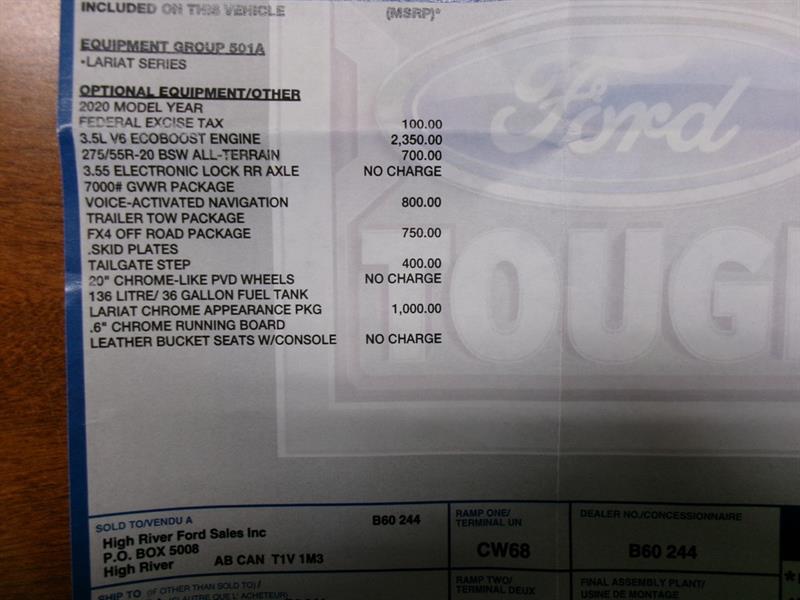 INCLUDED ON THIS VEHICLE (MSRP)*
EQUIPMENT GROUP 501A
•LARIAT SERIES
OPTIONAL EQUIPMENT/OTHER
2020 MODEL YEAR
FEDERAL EXCISE TAX 100.00
3.5L V6 ECOBOOST ENGINE 2,350.00
275/55R-20 BSW ALL-TERRAIN 700.00
3.55 ELECTRONIC LOCK RR AXLE NO CHARGE
7000# GVWR PACKAGE
VOICE-ACTIVATED NAVIGATION 800.00
TRAILER TOW PACKAGE
FX4 OFF ROAD PACKAGE 750.00
.SKID PLATES
TAILGATE STEP 400.00
20" CHROME-LIKE PVD WHEELS NO CHARGE
136 LITRE/ 36 GALLON FUEL TANK
LARIAT CHROME APPEARANCE PKG 1,000.00
.6" CHROME RUNNING BOARD
LEATHER BUCKET SEATS W/CONSOLE NO CHARGE
Ford
TOUGH
SOLD TO/VENDU A B60 244
High River Ford Sales Inc
P.O. BOX 5008
High River AB CAN T1V 1M3
RAMP ONE/
TERMINAL UN
CW68
DEALER NO./CONCESSIONNAIRE
B60 244
SHIP TO (IF OTHER THAN SOLD TO) /
RAMP TWO/
TERMINAL DEUX
FINAL ASSEMBLY PLANT/
USINE DE MONTAGE